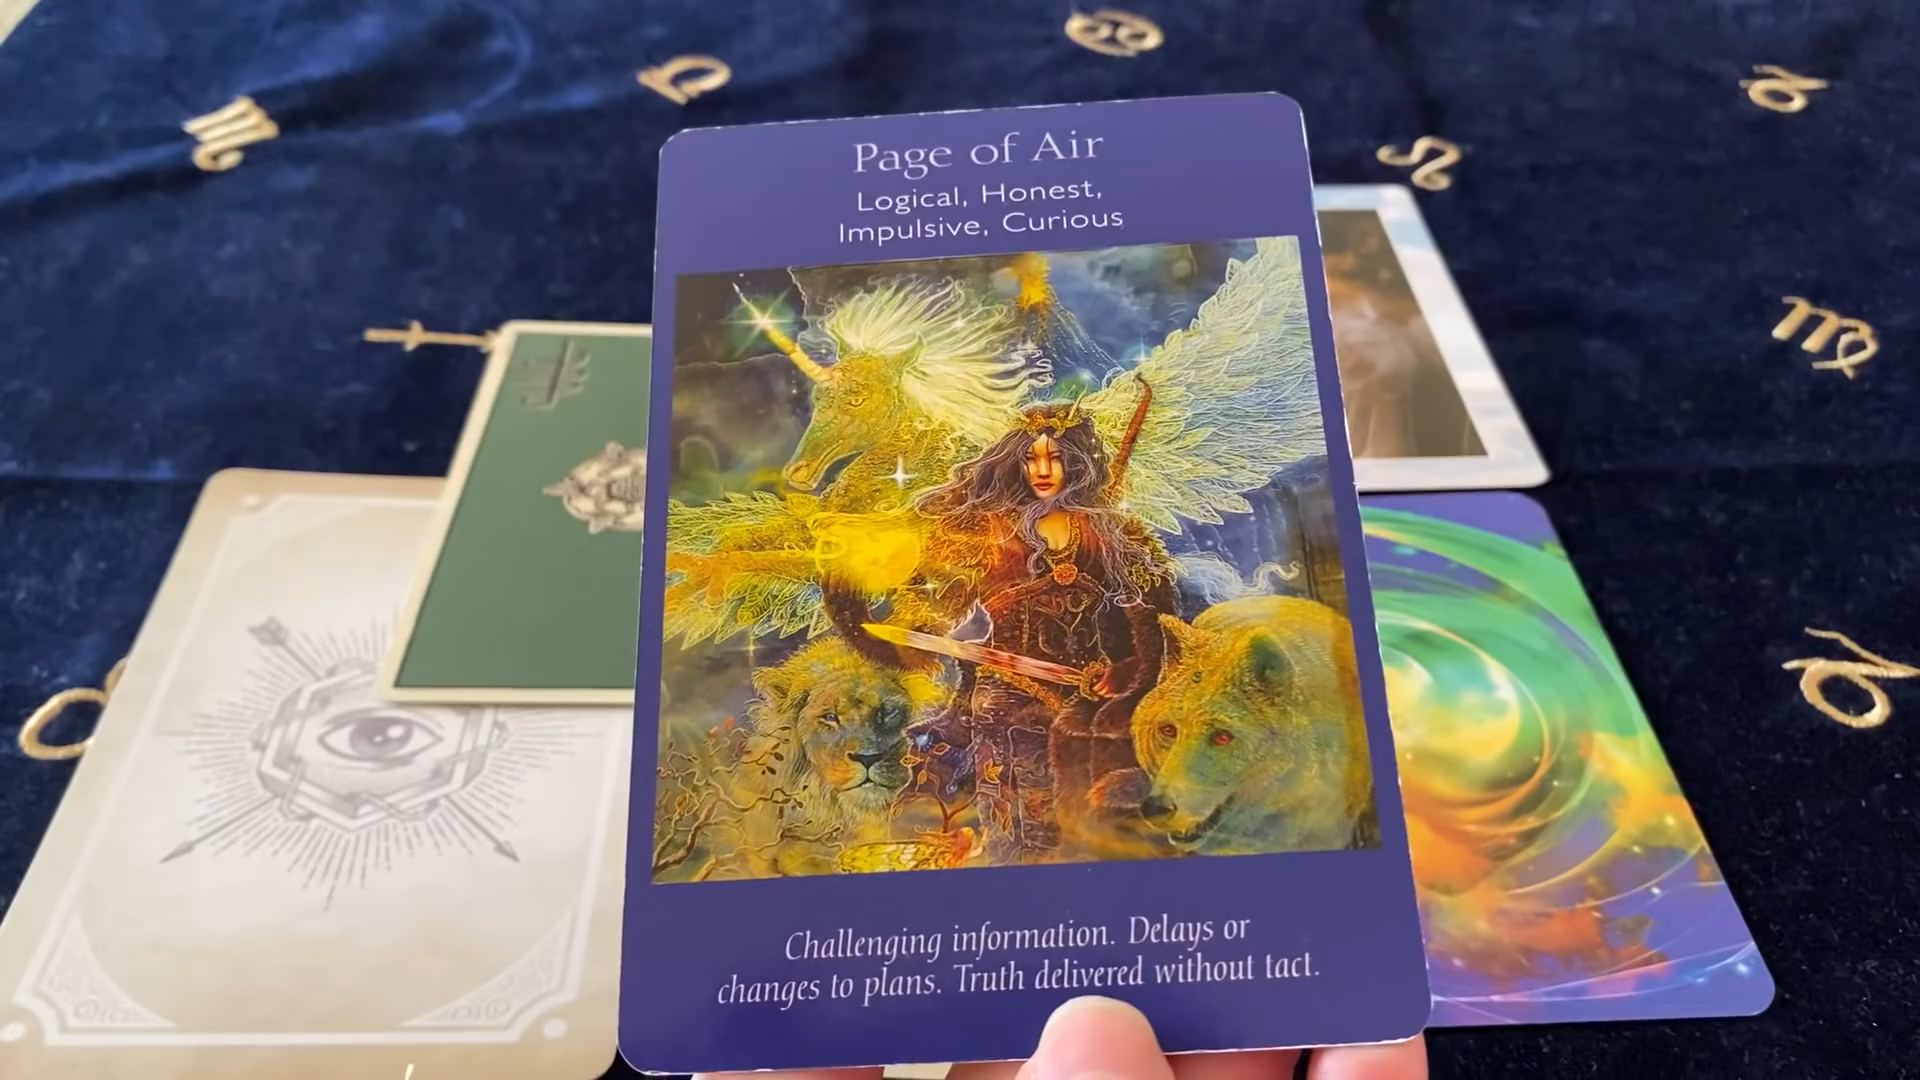 Page of Air
Logical, Honest,
Impulsive, Curious
Challenging information. Delays or
changes to plans. Truth delivered without tact.